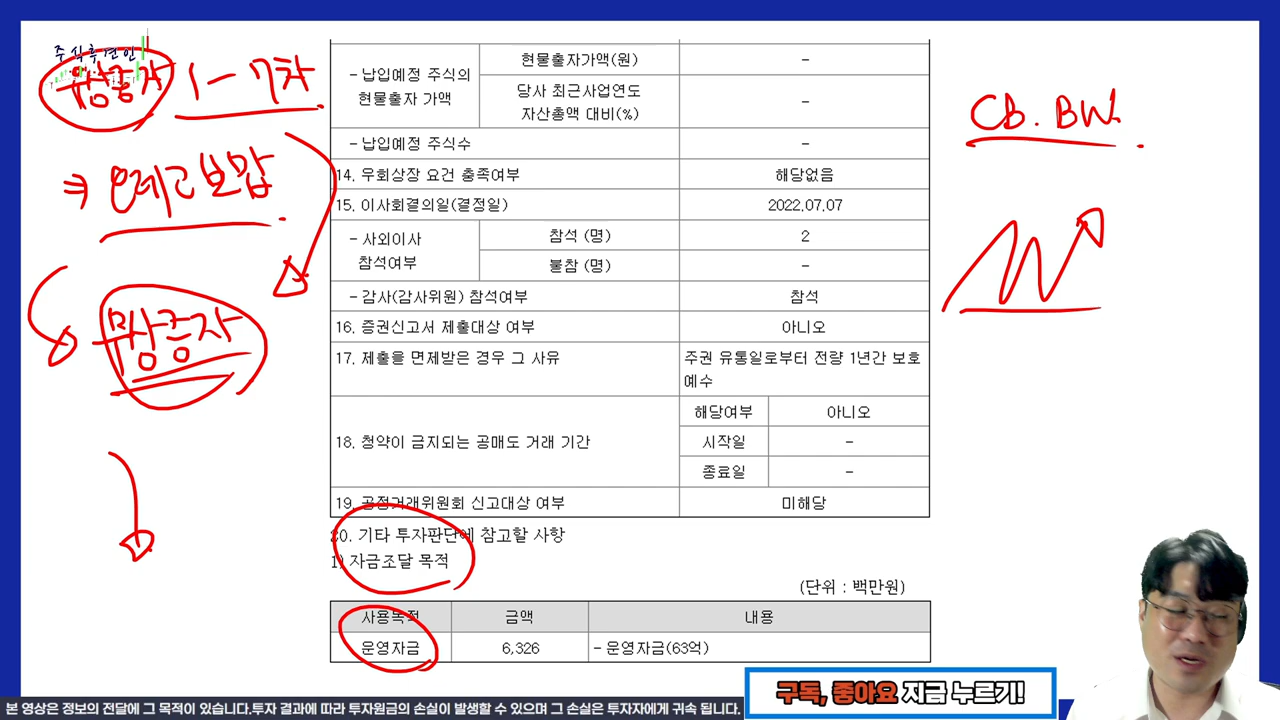 주식후견인
유상증자 1-7차
CB. BW.
무상증자
- 납입예정 주식의 현물출자 가액
현물출자가액(원)
-
당사 최근사업연도 자산총액 대비(%)
-
- 납입예정 주식수
-
14. 우회상장 요건 충족여부
해당없음
15. 이사회결의일(결정일)
2022.07.07
- 사외이사 참석여부
참석 (명)
2
불참 (명)
-
- 감사(감사위원) 참석여부
참석
16. 증권신고서 제출대상 여부
아니오
17. 제출을 면제받은 경우 그 사유
주권 유통일로부터 전량 1년간 보호
예수
18. 청약이 금지되는 공매도 거래 기간
해당여부
아니오
시작일
-
종료일
-
19. 공정거래위원회 신고대상 여부
미해당
20. 기타 투자판단에 참고할 사항
1) 자금조달 목적
(단위 : 백만원)
사용목적 금액 내용
운영자금 6,326 - 운영자금(63억)
구독, 좋아요 지금 누르기!
본 영상은 정보의 전달에 그 목적이 있습니다.투자 결과에 따라 투자원금의 손실이 발생할 수 있으며 그 손실은 투자자에게 귀속 됩니다.